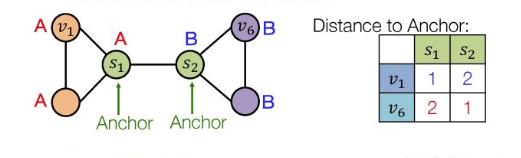 A v₁ v₆ B Distance to Anchor:
A B
s₁ s₂
s₁ s₂
v₁ 1 2
A B
v₆ 2 1
Anchor Anchor